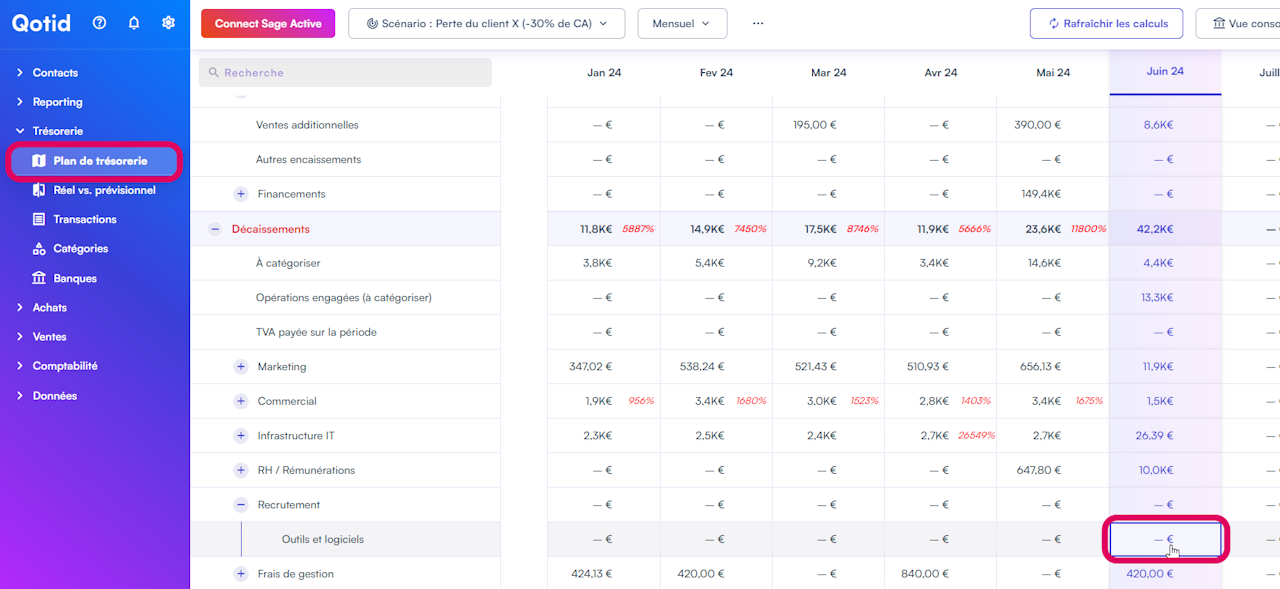 Qotid
Connect Sage Active
Scénario : Perte du client X (-30% de CA)
Mensuel
...
Rafraîchir les calculs
Vue conso
Contacts
Reporting
Trésorerie
Plan de trésorerie
Réel vs. prévisionnel
Transactions
Catégories
Banques
Achats
Ventes
Comptabilité
Données
Recherche
Jan 24 Fev 24 Mar 24 Avr 24 Mai 24 Juin 24 Juill
Ventes additionnelles — € — € 195,00 € — € 390,00 € 8,6K€ —
Autres encaissements — € — € — € — € — € — € —
+ Financements — € — € — € — € 149,4K€ — € —
− Décaissements 11,8K€ 5887% 14,9K€ 7450% 17,5K€ 8746% 11,9K€ 5666% 23,6K€ 11800% 42,2K€ —
À catégoriser 3,8K€ 5,4K€ 9,2K€ 3,4K€ 14,6K€ 4,4K€ —
Opérations engagées (à catégoriser) — € — € — € — € — € 13,3K€ —
TVA payée sur la période — € — € — € — € — € — € —
+ Marketing 347,02 € 538,24 € 521,43 € 510,93 € 656,13 € 11,9K€ —
+ Commercial 1,9K€ 956% 3,4K€ 1680% 3,0K€ 1523% 2,8K€ 1403% 3,4K€ 1675% 1,5K€ —
+ Infrastructure IT 2,3K€ 2,5K€ 2,4K€ 2,7K€ 26549% 2,7K€ 26,39 € —
+ RH / Rémunérations — € — € — € — € 647,80 € 10,0K€ —
− Recrutement — € — € — € — € — € — € —
Outils et logiciels — € — € — € — € — € — € —
+ Frais de gestion 424,13 € 420,00 € — € 840,00 € — € 420,00 € —